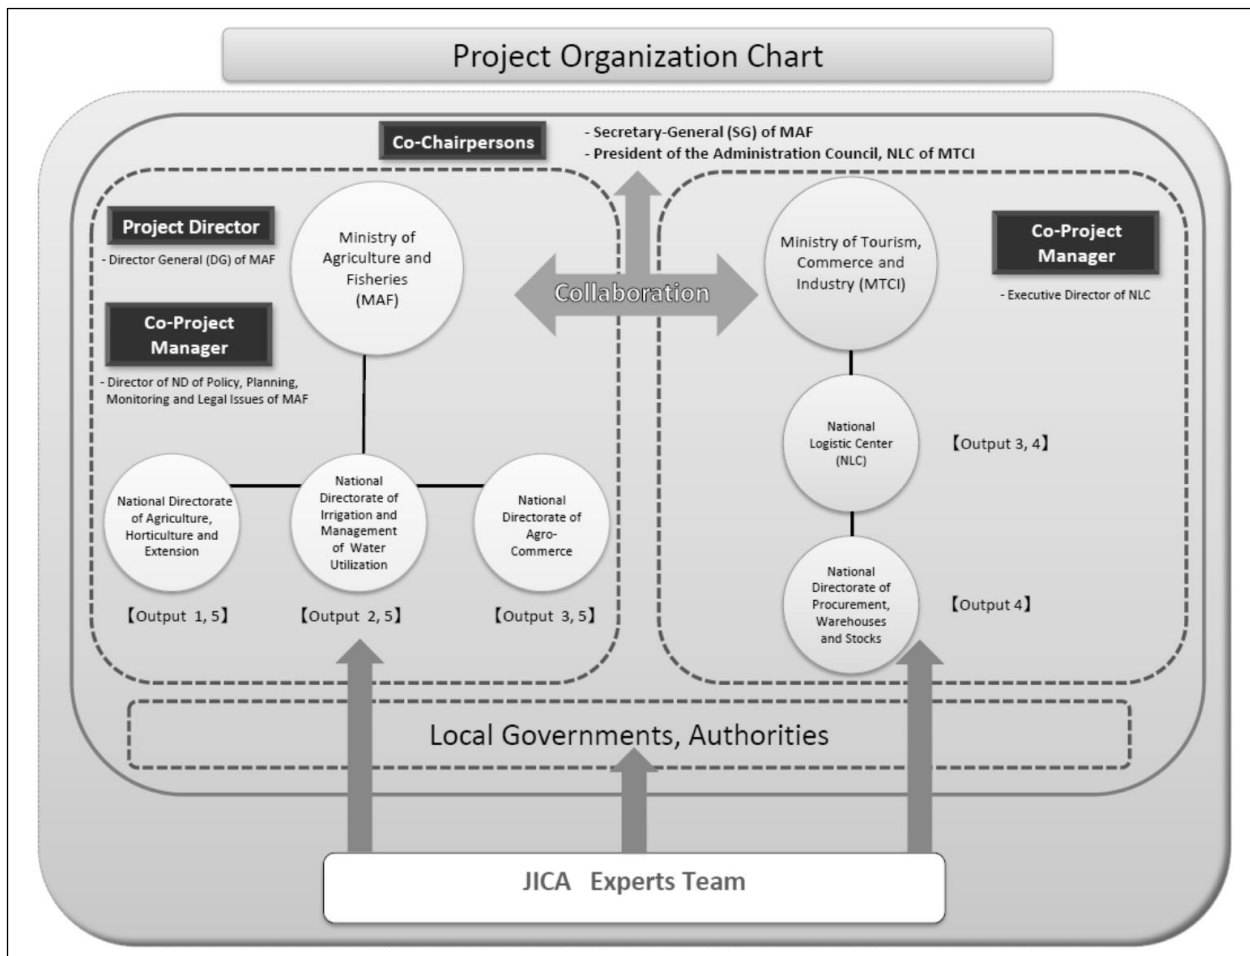 Project Organization Chart
Co-Chairpersons
- Secretary-General (SG) of MAF
- President of the Administration Council, NLC of MTCI
Project Director
- Director General (DG) of MAF
Co-Project
Manager
- Director of ND of Policy, Planning,
Monitoring and Legal Issues of MAF
Ministry of
Agriculture and
Fisheries
(MAF)
Collaboration
Ministry of Tourism,
Commerce and
Industry (MTCI)
Co-Project
Manager
- Executive Director of NLC
National Directorate
of Agriculture,
Horticulture and
Extension
【Output 1, 5】
National
Directorate of
Irrigation and
Management
of Water
Utilization
【Output 2, 5】
National
Directorate of
Agro-
Commerce
【Output 3, 5】
National
Logistic Center
(NLC)
【Output 3, 4】
National
Directorate of
Procurement,
Warehouses
and Stocks
【Output 4】
Local Governments, Authorities
JICA Experts Team